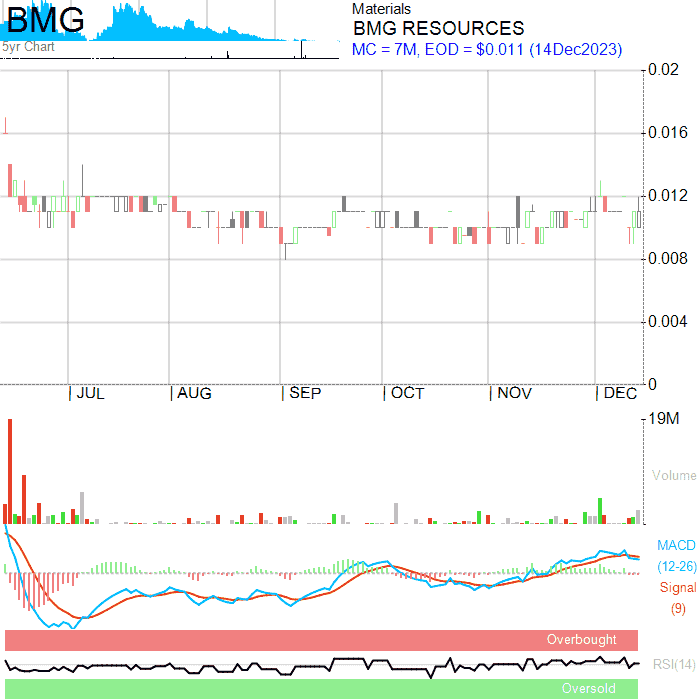 BMG
5yr Chart
Materials
BMG RESOURCES
MC = 7M, EOD = $0.011 (14Dec2023)
0.02
0.016
0.012
0.008
0.004
0
JUL AUG SEP OCT NOV DEC
19M
Volume
MACD
(12-26)
Signal
(9)
Overbought
RSI(14)
Oversold